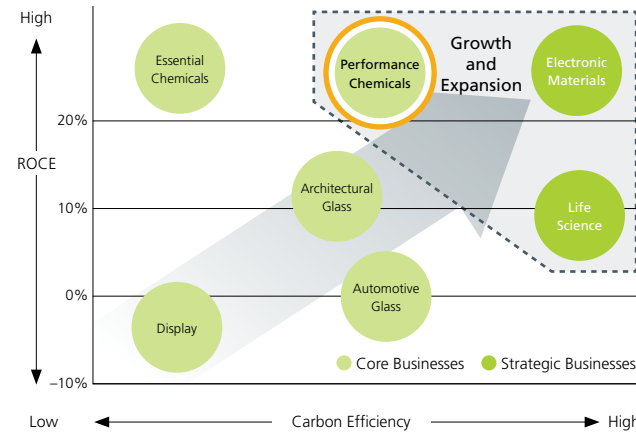 High
Essential
Chemicals
Performance
Chemicals
Growth
and
Expansion
Electronic
Materials
20%
ROCE
Architectural
Glass
10%
Life
Science
0%
Automotive
Glass
Display
Core Businesses
Strategic Businesses
–10%
Low
Carbon Efficiency
High